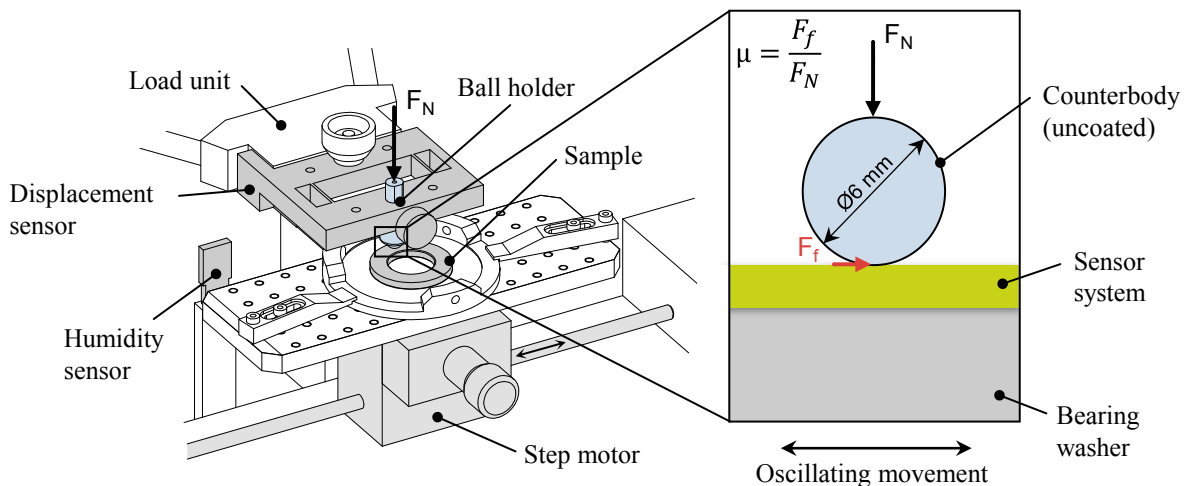 Load unit
F_N
Ball holder
Sample
Displacement
sensor
Humidity
sensor
Step motor
μ = F_f / F_N
F_N
Counterbody
(uncoated)
Ø6 mm
F_f
Sensor
system
Bearing
washer
Oscillating movement